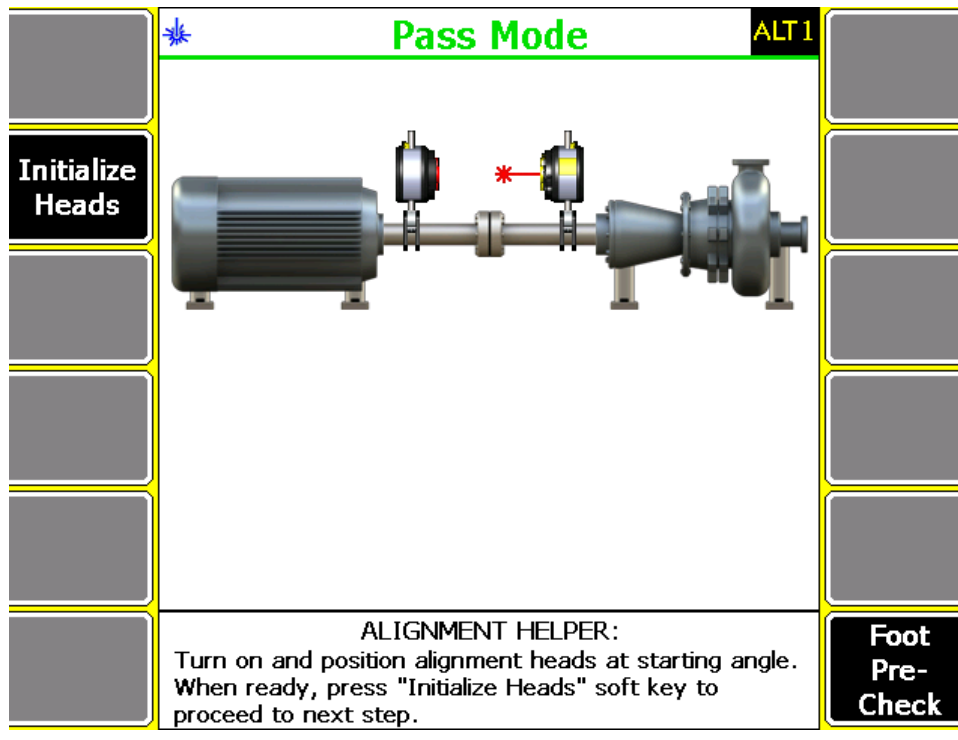 Pass Mode
ALT1
Initialize
Heads
ALIGNMENT HELPER:
Turn on and position alignment heads at starting angle.
When ready, press "Initialize Heads" soft key to
proceed to next step.
Foot
Pre-
Check